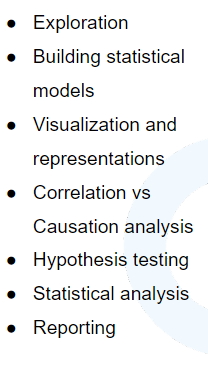 ● Exploration
● Building statistical
models
● Visualization and
representations
● Correlation vs
Causation analysis
● Hypothesis testing
● Statistical analysis
● Reporting